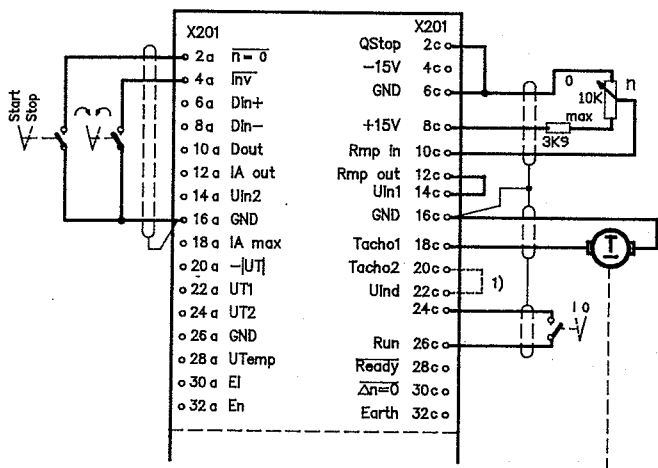 X201
2a n=0
4a Inv
6a Din+
8a Din−
10a Dout
12a IA out
14a Uin2
16a GND
18a IA max
20a −|UT|
22a UT1
24a UT2
26a GND
28a UTemp
30a EI
32a En
Start
Stop
X201
QStop 2c
−15V 4c
GND 6c
+15V 8c
Rmp in 10c
Rmp out 12c
Uin1 14c
GND 16c
Tacho1 18c
Tacho2 20c
UInd 22c
24c
Run 26c
Ready 28c
Δn=0 30c
Earth 32c
0
n
10K
max
3K9
T
1)
I 0